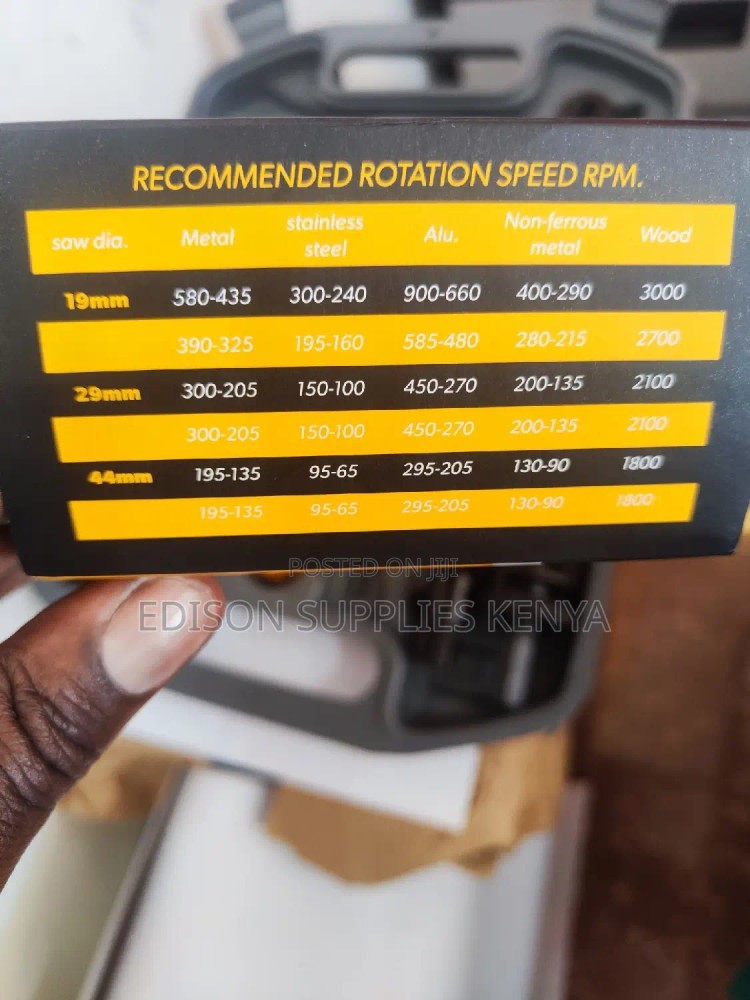 RECOMMENDED ROTATION SPEED RPM.
saw dia. Metal stainless steel Alu. Non-ferrous metal Wood
19mm 580-435 300-240 900-660 400-290 3000
390-325 195-160 585-480 280-215 2700
29mm 300-205 150-100 450-270 200-135 2100
300-205 150-100 450-270 200-135 2100
44mm 195-135 95-65 295-205 130-90 1800
195-135 95-65 295-205 130-90 1800
POSTED ON JIJI
EDISON SUPPLIES KENYA